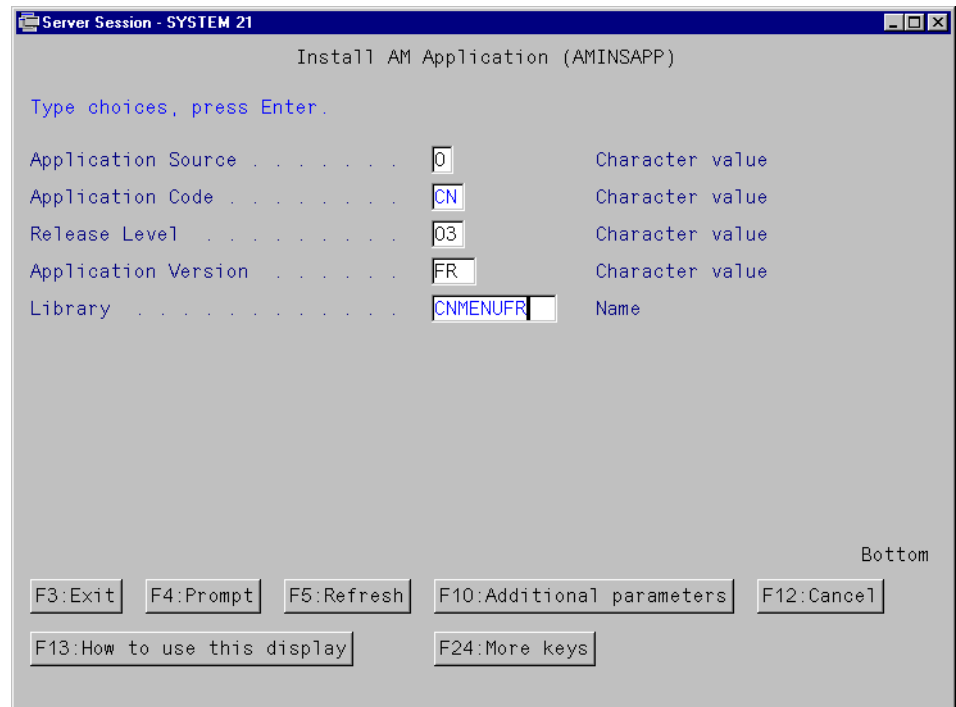 Server Session - SYSTEM 21
Install AM Application (AMINSAPP)
Type choices, press Enter.
Application Source . . . . . . . O Character value
Application Code . . . . . . . . CN Character value
Release Level . . . . . . . . . 03 Character value
Application Version . . . . . . FR Character value
Library . . . . . . . . . . . . CNMENUFR Name
Bottom
F3:Exit F4:Prompt F5:Refresh F10:Additional parameters F12:Cancel
F13:How to use this display F24:More keys